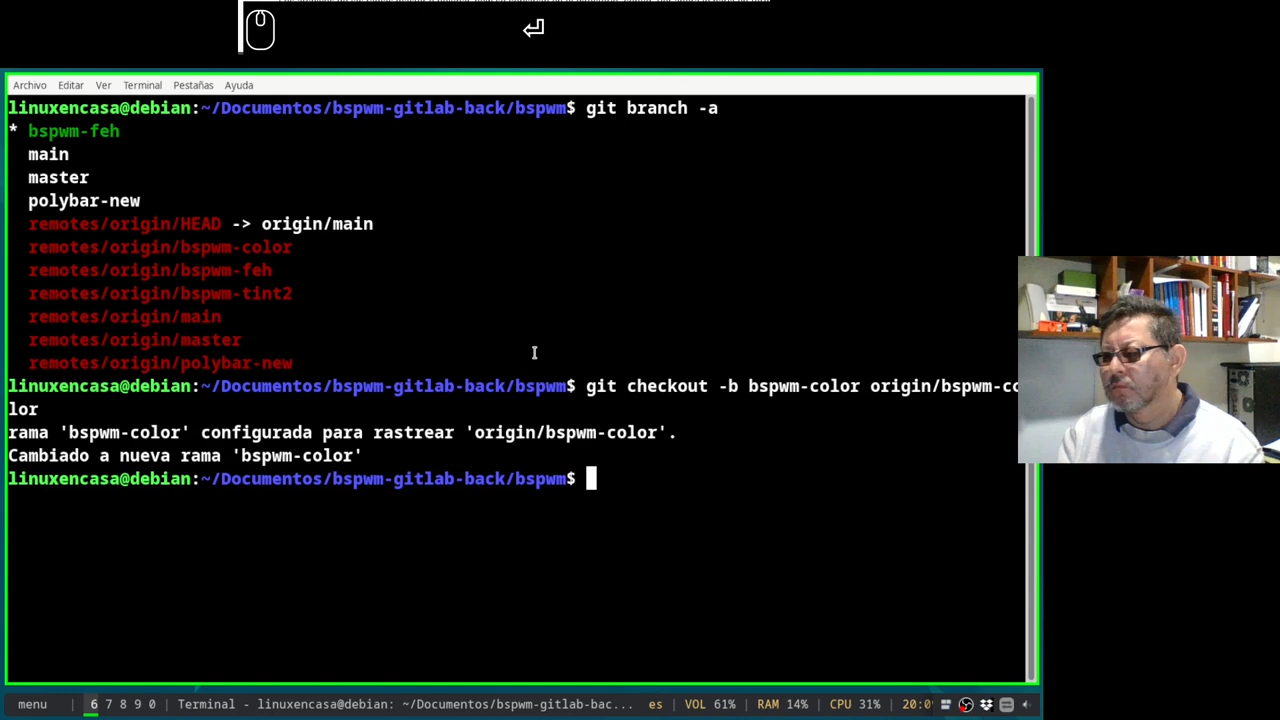 Archivo Editar Ver Terminal Pestañas Ayuda
linuxencasa@debian:~/Documentos/bspwm-gitlab-back/bspwm$ git branch -a
* bspwm-feh
main
master
polybar-new
remotes/origin/HEAD -> origin/main
remotes/origin/bspwm-color
remotes/origin/bspwm-feh
remotes/origin/bspwm-tint2
remotes/origin/main
remotes/origin/master
remotes/origin/polybar-new
linuxencasa@debian:~/Documentos/bspwm-gitlab-back/bspwm$ git checkout -b bspwm-color origin/bspwm-co
lor
rama 'bspwm-color' configurada para rastrear 'origin/bspwm-color'.
Cambiado a nueva rama 'bspwm-color'
linuxencasa@debian:~/Documentos/bspwm-gitlab-back/bspwm$
menu | 6 7 8 9 0 | Terminal - linuxencasa@debian: ~/Documentos/bspwm-gitlab-bac... es | VOL 61% | RAM 14% | CPU 31% | 20:0